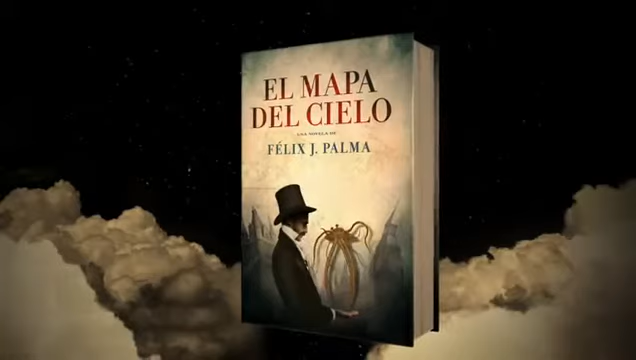 EL MAPA
DEL CIELO
UNA NOVELA DE
FÉLIX J. PALMA